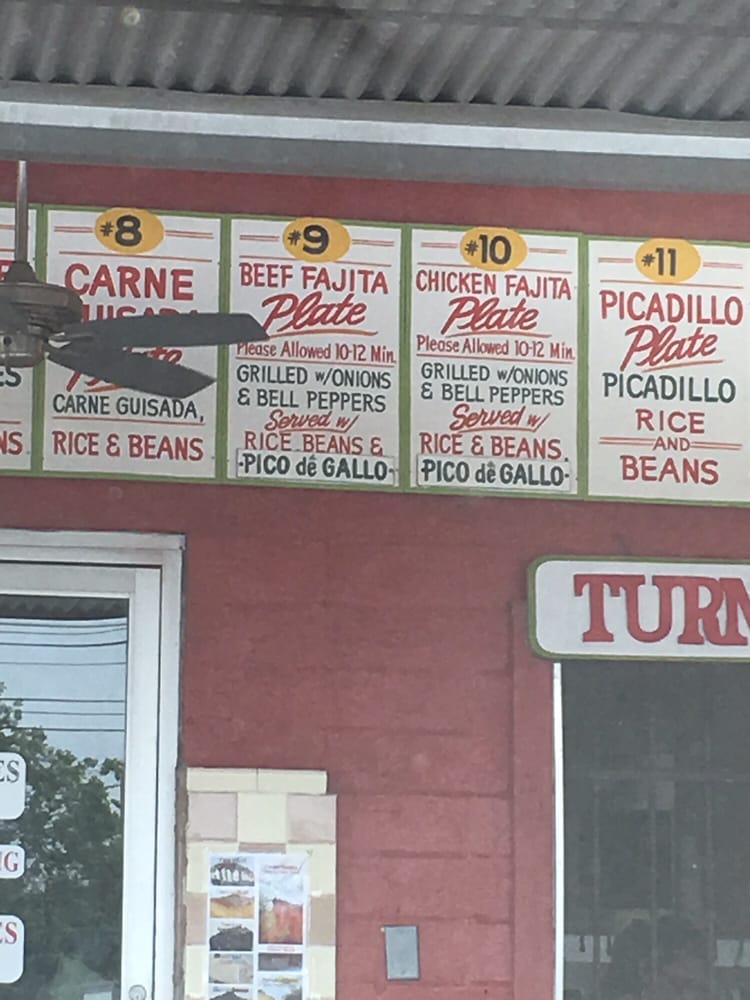 #8
CARNE
CARNE GUISADA,
RICE & BEANS
#9
BEEF FAJITA
Plate
Please Allowed 10-12 Min.
GRILLED W/ONIONS
& BELL PEPPERS
Served w/
RICE BEANS &
·PICO dê GALLO·
#10
CHICKEN FAJITA
Plate
Please Allowed 10-12 Min.
GRILLED W/ONIONS
& BELL PEPPERS
Served w/
RICE & BEANS.
·PICO dê GALLO·
#11
PICADILLO
Plate
PICADILLO
RICE
AND
BEANS
TURN